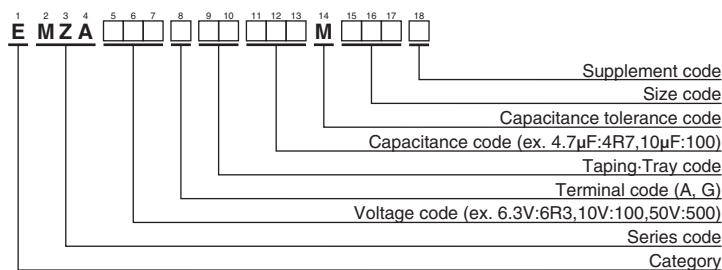 1 2 3 4 5 6 7 8 9 10 11 12 13 14 15 16 17 18
E M Z A M
Supplement code
Size code
Capacitance tolerance code
Capacitance code (ex. 4.7μF:4R7,10μF:100)
Taping·Tray code
Terminal code (A, G)
Voltage code (ex. 6.3V:6R3,10V:100,50V:500)
Series code
Category